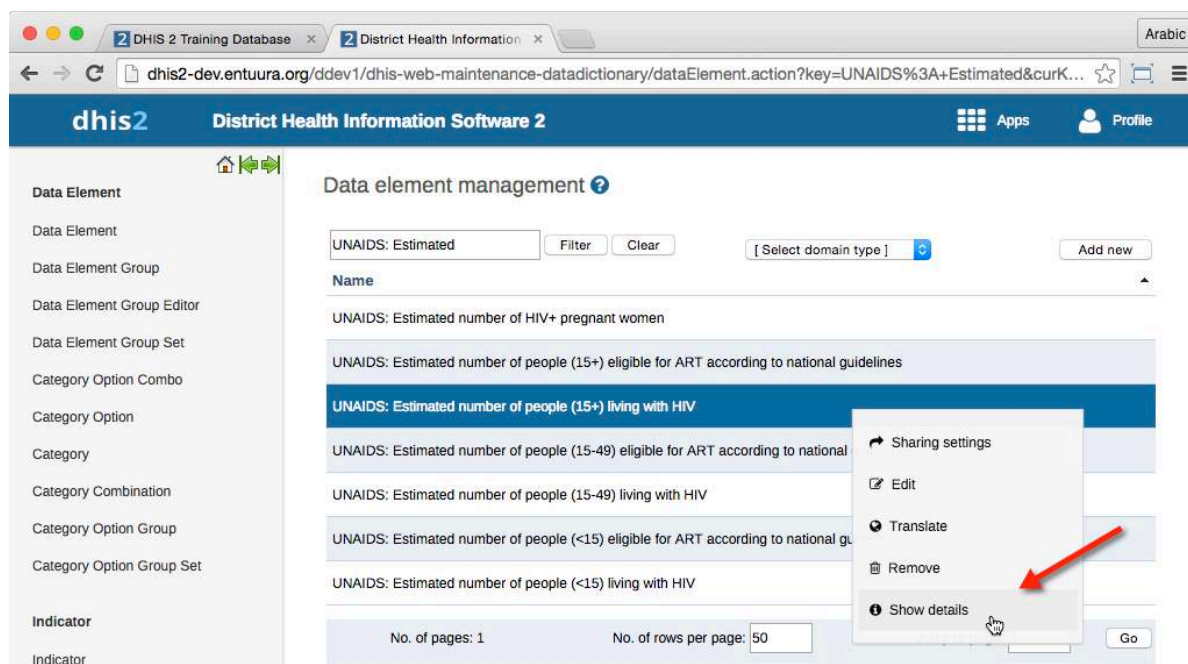 DHIS 2 Training Database
District Health Information
Arabic
dhis2-dev.entuura.org/ddev1/dhis-web-maintenance-datadictionary/dataElement.action?key=UNAIDS%3A+Estimated&curK...
dhis2
District Health Information Software 2
Apps
Profile
Data Element
Data Element
Data Element Group
Data Element Group Editor
Data Element Group Set
Category Option Combo
Category Option
Category
Category Combination
Category Option Group
Category Option Group Set
Indicator
Indicator
Data element management
UNAIDS: Estimated
Filter
Clear
[ Select domain type ]
Add new
Name
UNAIDS: Estimated number of HIV+ pregnant women
UNAIDS: Estimated number of people (15+) eligible for ART according to national guidelines
UNAIDS: Estimated number of people (15+) living with HIV
UNAIDS: Estimated number of people (15-49) eligible for ART according to national
UNAIDS: Estimated number of people (15-49) living with HIV
UNAIDS: Estimated number of people (<15) eligible for ART according to national gu
UNAIDS: Estimated number of people (<15) living with HIV
Sharing settings
Edit
Translate
Remove
Show details
No. of pages: 1
No. of rows per page: 50
Go